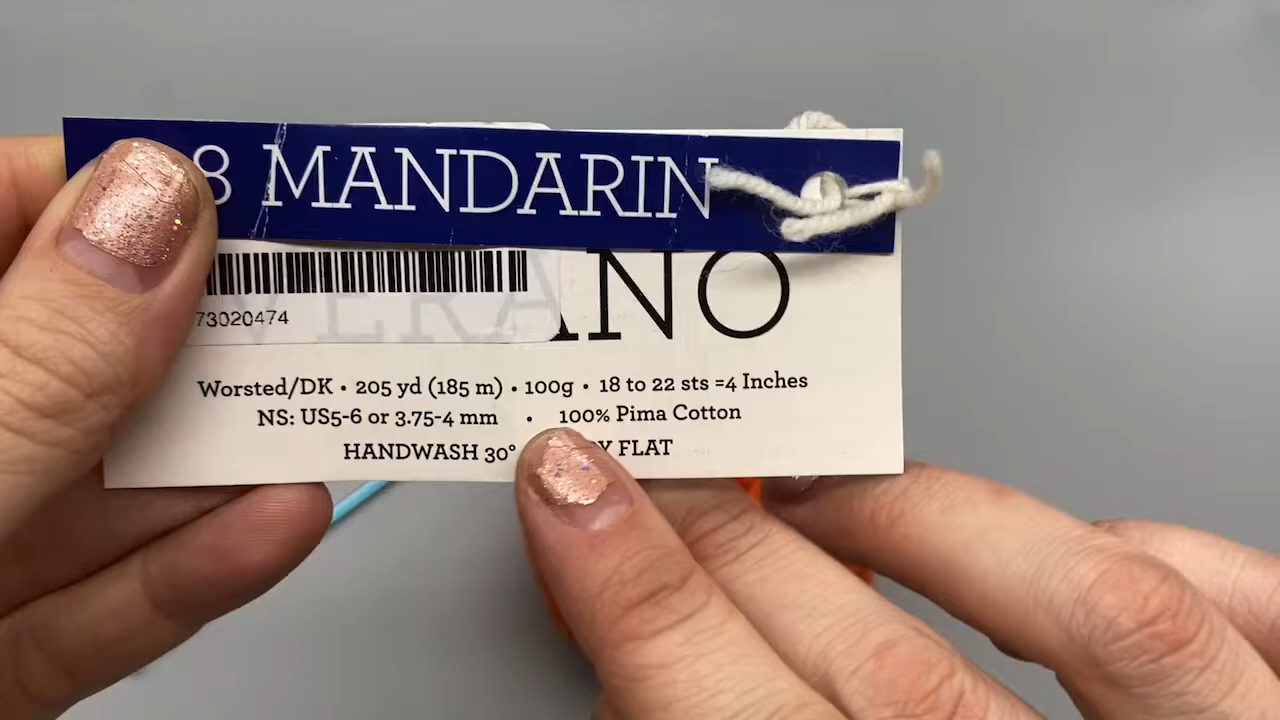 8 MANDARIN
VERANO
73020474
Worsted/DK • 205 yd (185 m) • 100g • 18 to 22 sts =4 Inches
NS: US5-6 or 3.75-4 mm • 100% Pima Cotton
HANDWASH 30° FLAT